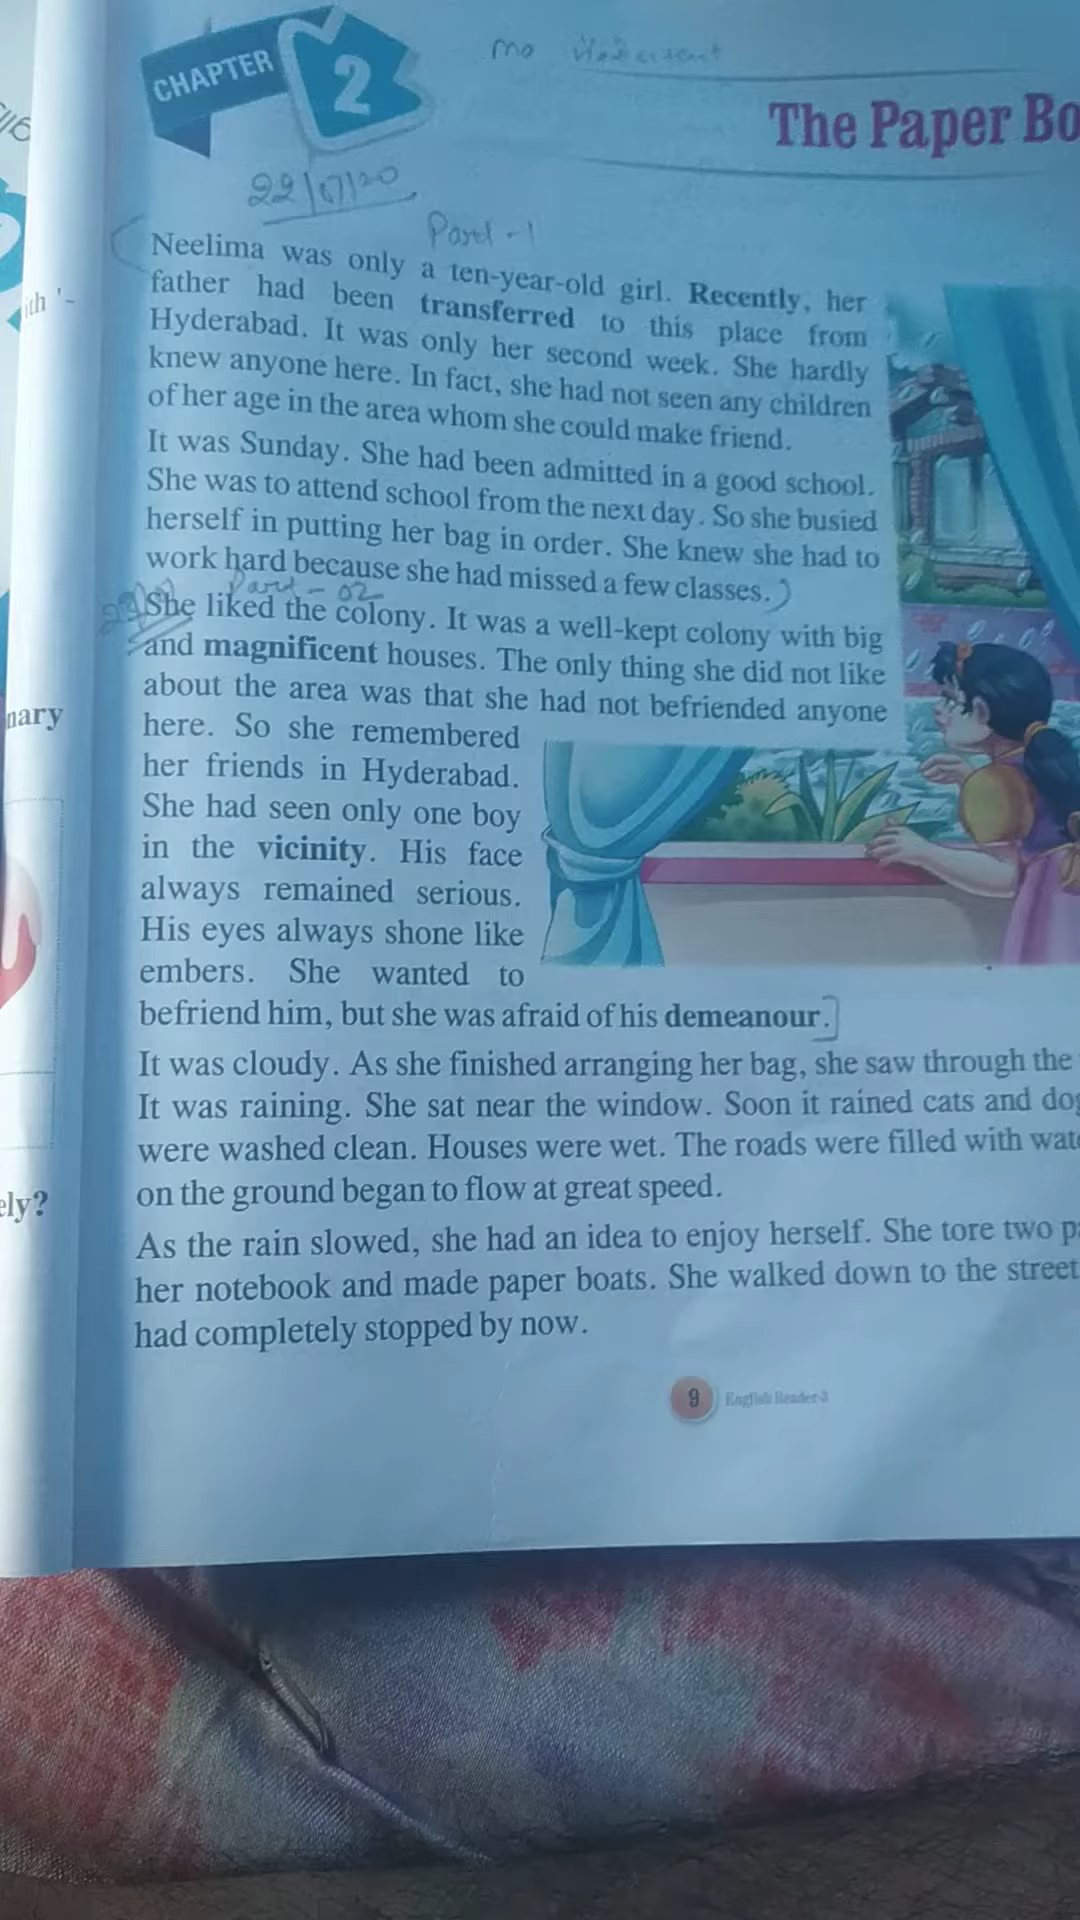 CHAPTER 2
The Paper Bo
22/07/20
Part -1
Neelima was only a ten-year-old girl. Recently, her
father had been transferred to this place from
Hyderabad. It was only her second week. She hardly
knew anyone here. In fact, she had not seen any children
of her age in the area whom she could make friend.
It was Sunday. She had been admitted in a good school.
She was to attend school from the next day. So she busied
herself in putting her bag in order. She knew she had to
work hard because she had missed a few classes.
Part - 02
She liked the colony. It was a well-kept colony with big
and magnificent houses. The only thing she did not like
about the area was that she had not befriended anyone
here. So she remembered
her friends in Hyderabad.
She had seen only one boy
in the vicinity. His face
always remained serious.
His eyes always shone like
embers. She wanted to
befriend him, but she was afraid of his demeanour.
It was cloudy. As she finished arranging her bag, she saw through the
It was raining. She sat near the window. Soon it rained cats and dog
were washed clean. Houses were wet. The roads were filled with wat
on the ground began to flow at great speed.
As the rain slowed, she had an idea to enjoy herself. She tore two p
her notebook and made paper boats. She walked down to the street
had completely stopped by now.
9 English Reader-3
ith '-
nary
ely?